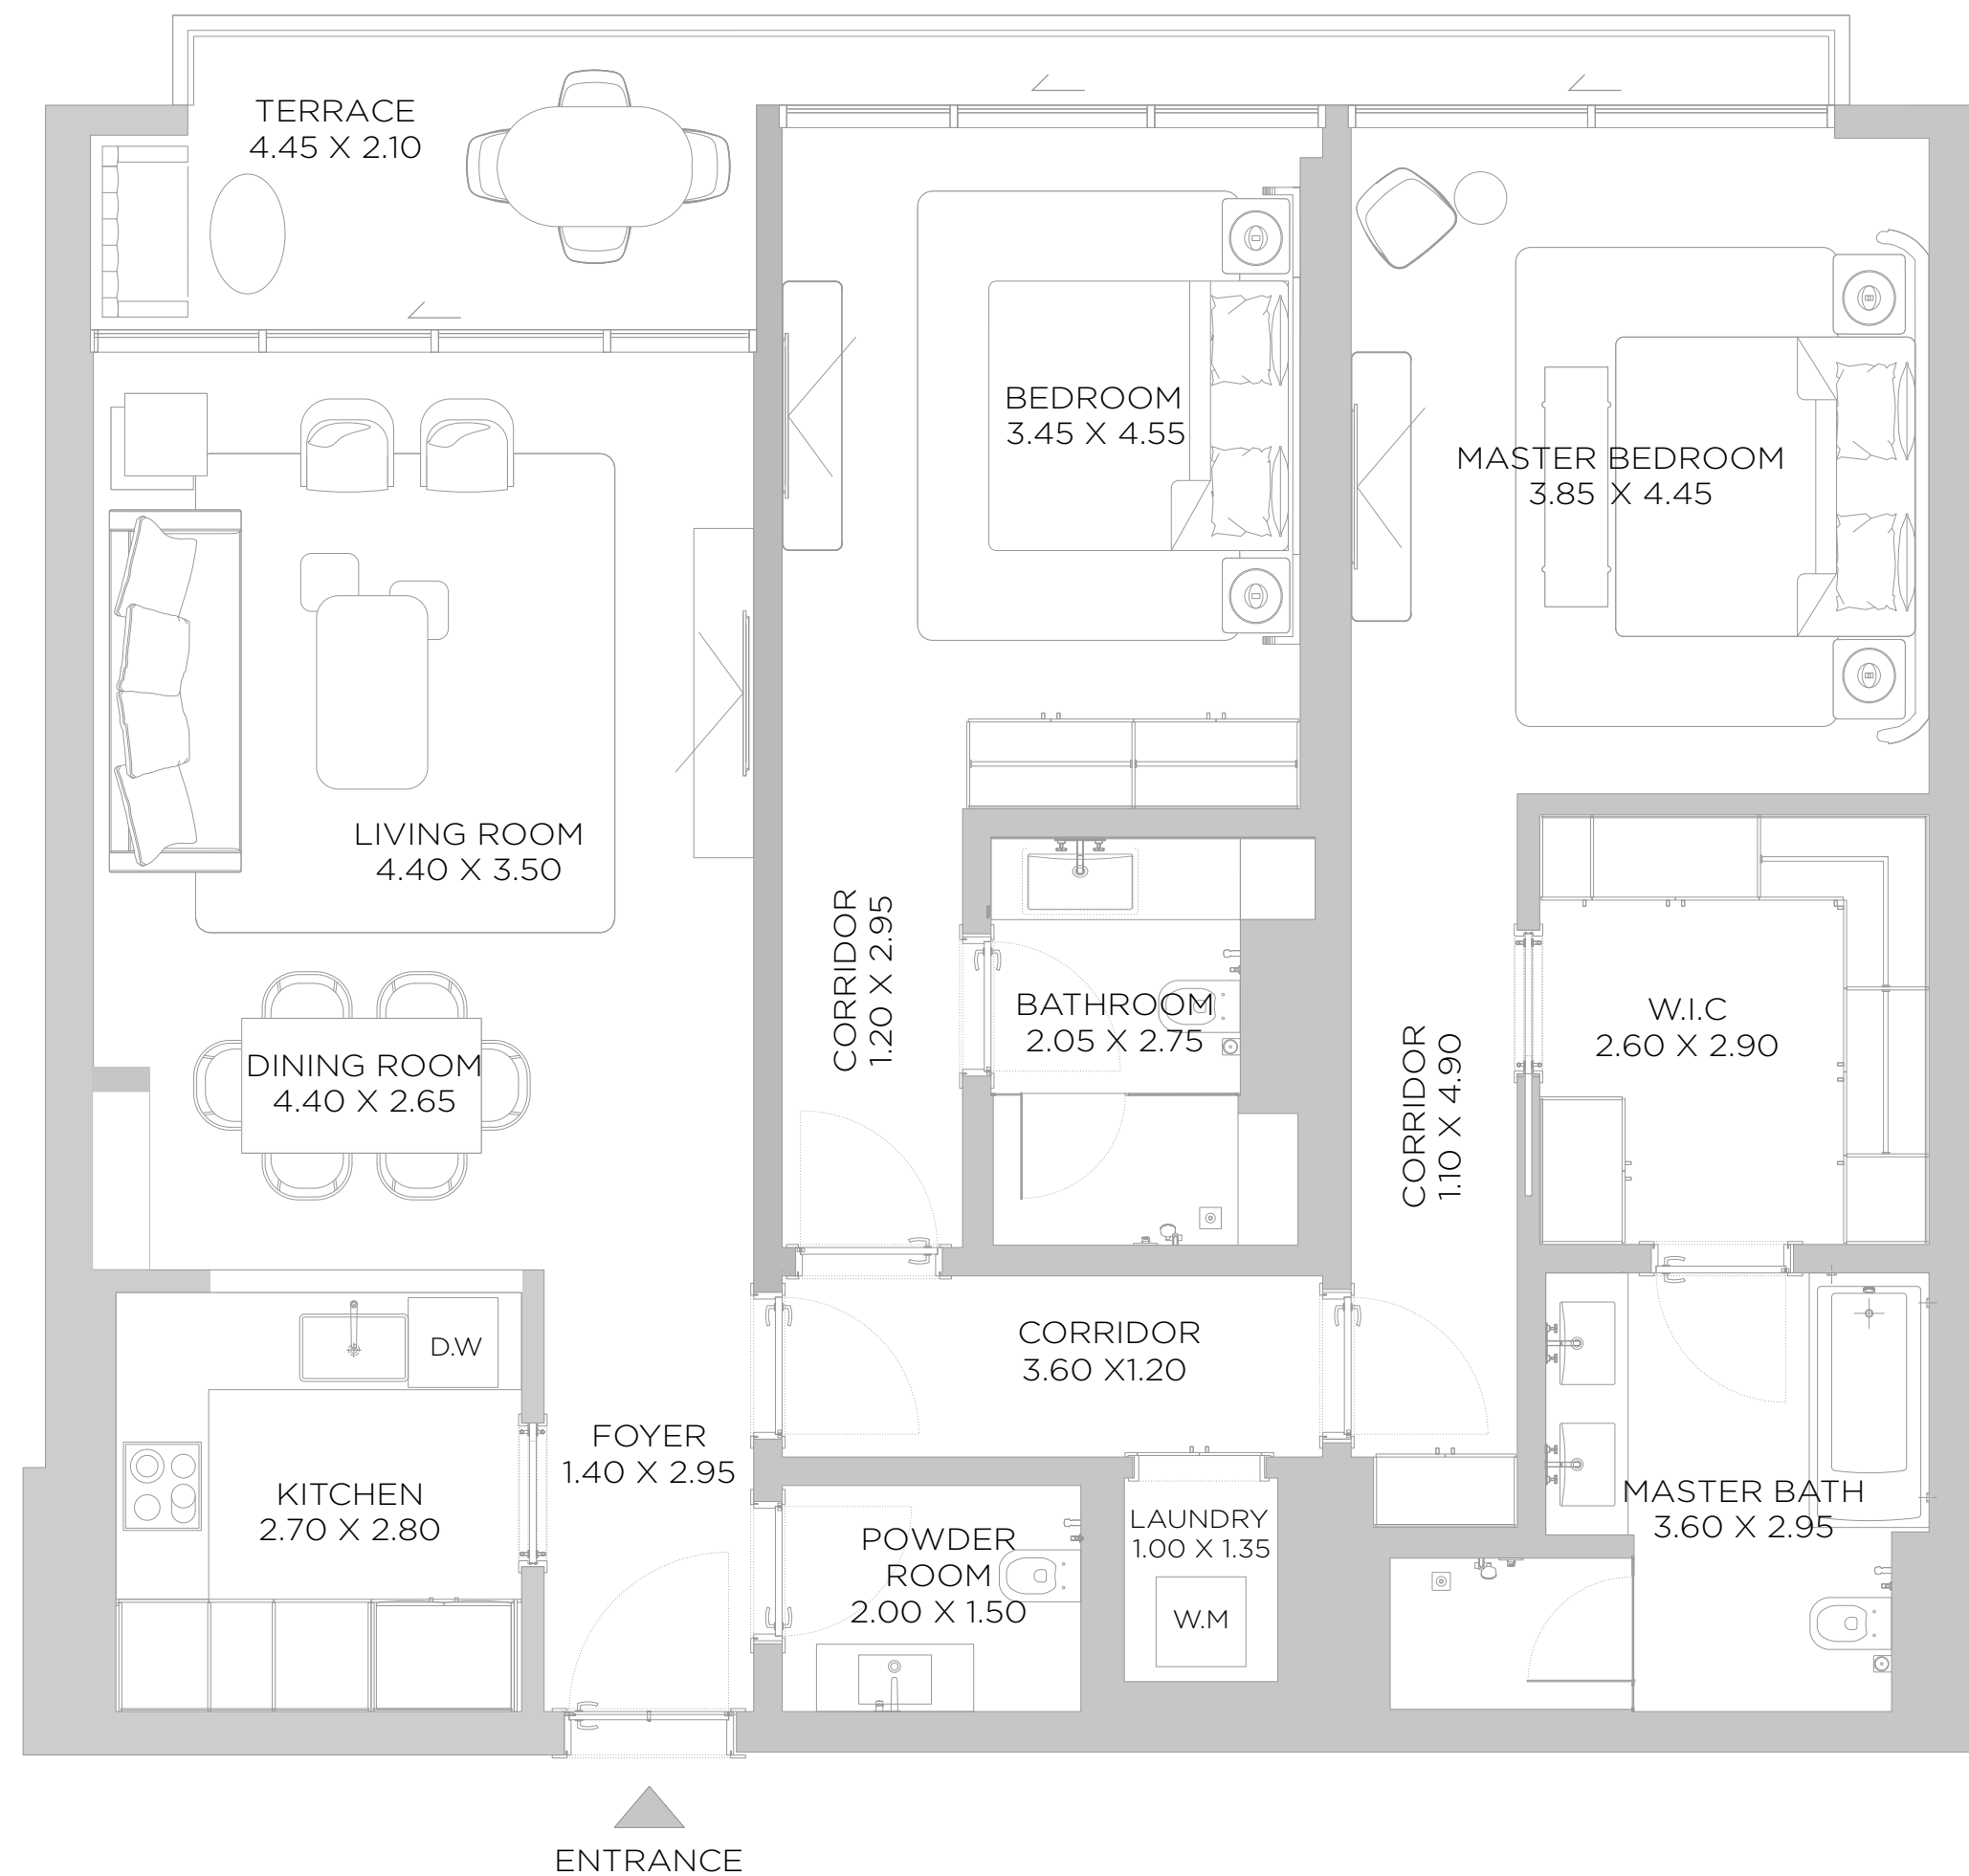 TERRACE
4.45 X 2.10
BEDROOM
3.45 X 4.55
MASTER BEDROOM
3.85 X 4.45
LIVING ROOM
4.40 X 3.50
CORRIDOR
1.20 X 2.95
BATHROOM
2.05 X 2.75
W.I.C
2.60 X 2.90
DINING ROOM
4.40 X 2.65
CORRIDOR
1.10 X 4.90
D.W
CORRIDOR
3.60 X1.20
FOYER
1.40 X 2.95
KITCHEN
2.70 X 2.80
POWDER
ROOM
2.00 X 1.50
LAUNDRY
1.00 X 1.35
W.M
MASTER BATH
3.60 X 2.95
ENTRANCE